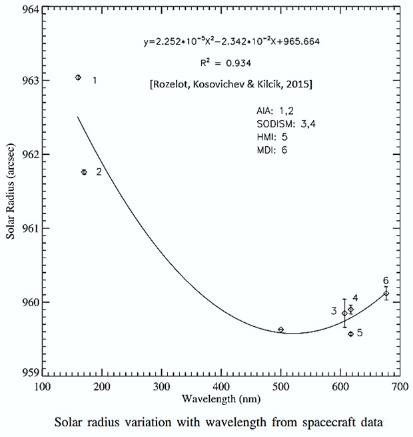 964
963
962
961
960
959
Solar Radius (arcsec)
y=2.252*10⁻⁵X²−2.342*10⁻²X+965.664
R² = 0.934
[Rozelot, Kosovichev & Kilcik, 2015]
AIA: 1,2
SODISM: 3,4
HMI: 5
MDI: 6
1
2
3
4
5
6
100 200 300 400 500 600 700
Wavelength (nm)
Solar radius variation with wavelength from spacecraft data